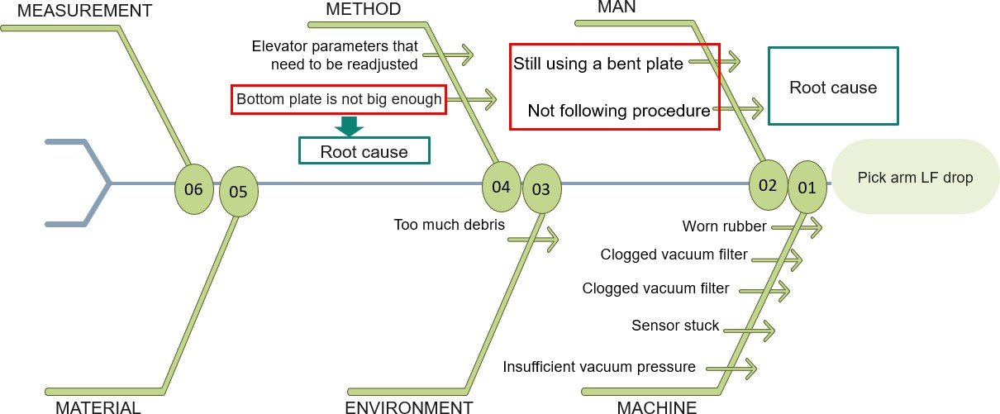 MEASUREMENT
METHOD
MAN
Elevator parameters that
need to be readjusted
Bottom plate is not big enough
Root cause
Still using a bent plate
Not following procedure
Root cause
06
05
04
03
02
01
Pick arm LF drop
Too much debris
Worn rubber
Clogged vacuum filter
Clogged vacuum filter
Sensor stuck
Insufficient vacuum pressure
MATERIAL
ENVIRONMENT
MACHINE